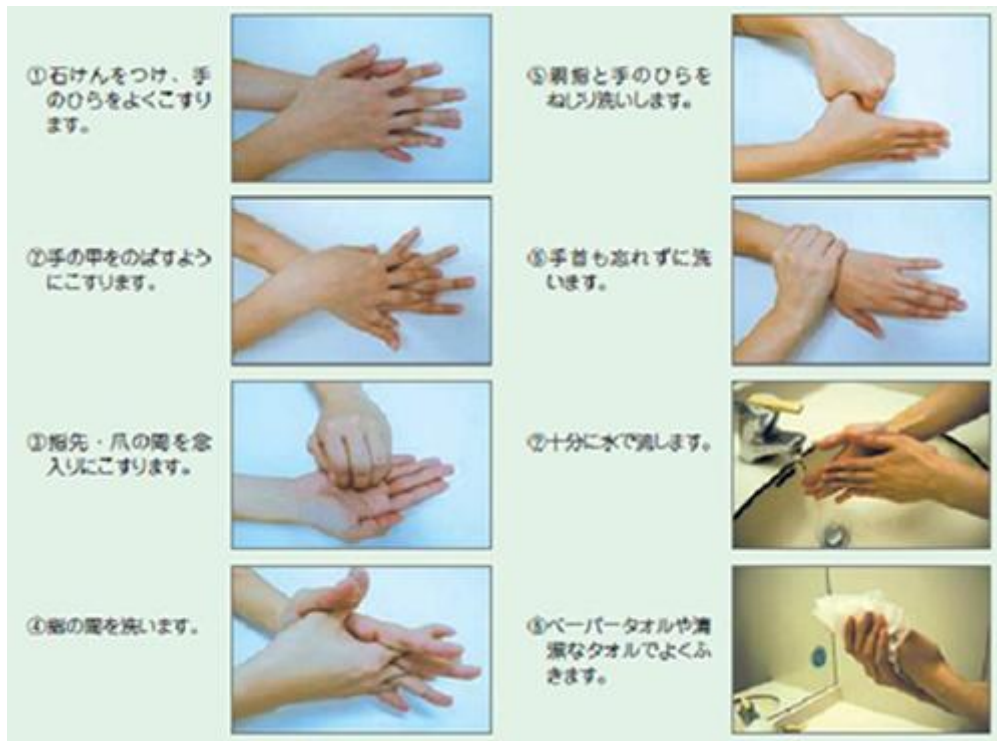 ①石けんをつけ、手
のひらをよくこすり
ます。
②手の甲をのばすよう
にこすります。
③指先・爪の間を念
入りにこすります。
④指の間を洗います。
⑤親指と手のひらを
ねじり洗いします。
⑥手首も忘れずに洗
います。
⑦十分に水で流します。
⑧ペーパータオルや清
潔なタオルでよくふ
きます。